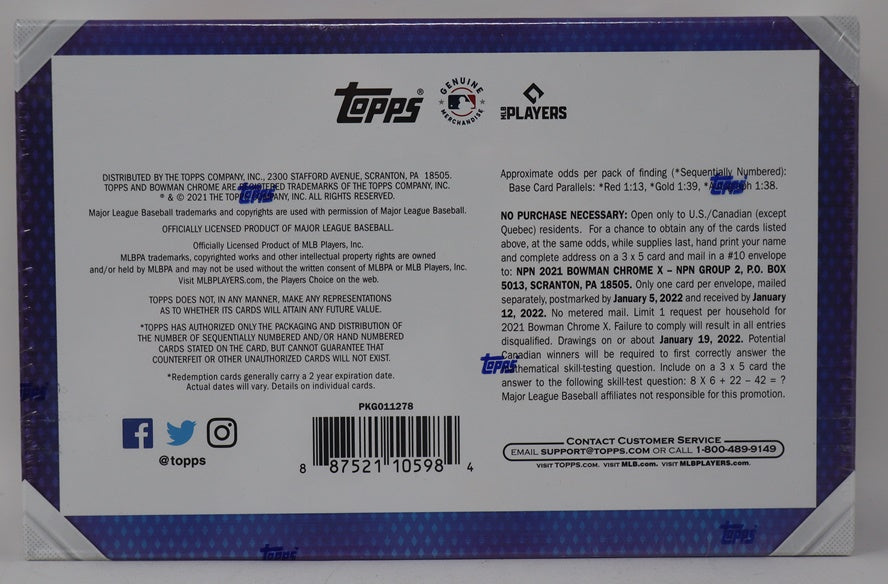 Topps®
GENUINE MERCHANDISE
MLB PLAYERS
DISTRIBUTED BY THE TOPPS COMPANY, INC., 2300 STAFFORD AVENUE, SCRANTON, PA 18505.
TOPPS AND BOWMAN CHROME ARE REGISTERED TRADEMARKS OF THE TOPPS COMPANY, INC.
® & © 2021 THE TOPPS COMPANY, INC. ALL RIGHTS RESERVED.
Major League Baseball trademarks and copyrights are used with permission of Major League Baseball.
OFFICIALLY LICENSED PRODUCT OF MAJOR LEAGUE BASEBALL.
Officially Licensed Product of MLB Players, Inc.
MLBPA trademarks, copyrighted works and other intellectual property rights are owned
and/or held by MLBPA and may not be used without the written consent of MLBPA or MLB Players, Inc.
Visit MLBPLAYERS.com, the Players Choice on the web.
TOPPS DOES NOT, IN ANY MANNER, MAKE ANY REPRESENTATIONS
AS TO WHETHER ITS CARDS WILL ATTAIN ANY FUTURE VALUE.
*TOPPS HAS AUTHORIZED ONLY THE PACKAGING AND DISTRIBUTION OF
THE NUMBER OF SEQUENTIALLY NUMBERED AND/OR HAND NUMBERED
CARDS STATED ON THE CARD, BUT CANNOT GUARANTEE THAT
COUNTERFEIT OR OTHER UNAUTHORIZED CARDS WILL NOT EXIST.
*Redemption cards generally carry a 2 year expiration date.
Actual dates will vary. Details on individual cards.
PKG011278
@topps
8 87521 10598 4
Approximate odds per pack of finding (*Sequentially Numbered):
Base Card Parallels: *Red 1:13, *Gold 1:39, *Autograph 1:38.
NO PURCHASE NECESSARY: Open only to U.S./Canadian (except
Quebec) residents. For a chance to obtain any of the cards listed
above, at the same odds, while supplies last, hand print your name
and complete address on a 3 x 5 card and mail in a #10 envelope
to: NPN 2021 BOWMAN CHROME X – NPN GROUP 2, P.O. BOX
5013, SCRANTON, PA 18505. Only one card per envelope, mailed
separately, postmarked by January 5, 2022 and received by January
12, 2022. No metered mail. Limit 1 request per household for
2021 Bowman Chrome X. Failure to comply will result in all entries
disqualified. Drawings on or about January 19, 2022. Potential
Canadian winners will be required to first correctly answer the
mathematical skill-testing question. Include on a 3 x 5 card the
answer to the following skill-test question: 8 X 6 + 22 – 42 = ?
Major League Baseball affiliates not responsible for this promotion.
CONTACT CUSTOMER SERVICE
EMAIL SUPPORT@TOPPS.COM OR CALL 1-800-489-9149
VISIT TOPPS.COM. VISIT MLB.com. VISIT MLBPLAYERS.com.
Topps
Topps
Topps
Topps
Topps
Topps